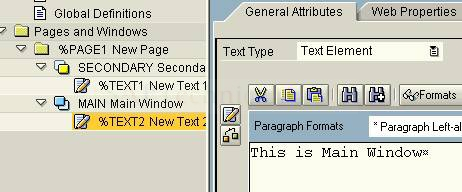 Global Definitions
Pages and Windows
%PAGE1 New Page
SECONDARY Seconda
%TEXT1 New Text 1
MAIN Main Window
%TEXT2 New Text 2
General Attributes
Web Properties
Text Type
Text Element
Formats
Paragraph Formats
* Paragraph Left-al
This is Main Window¤